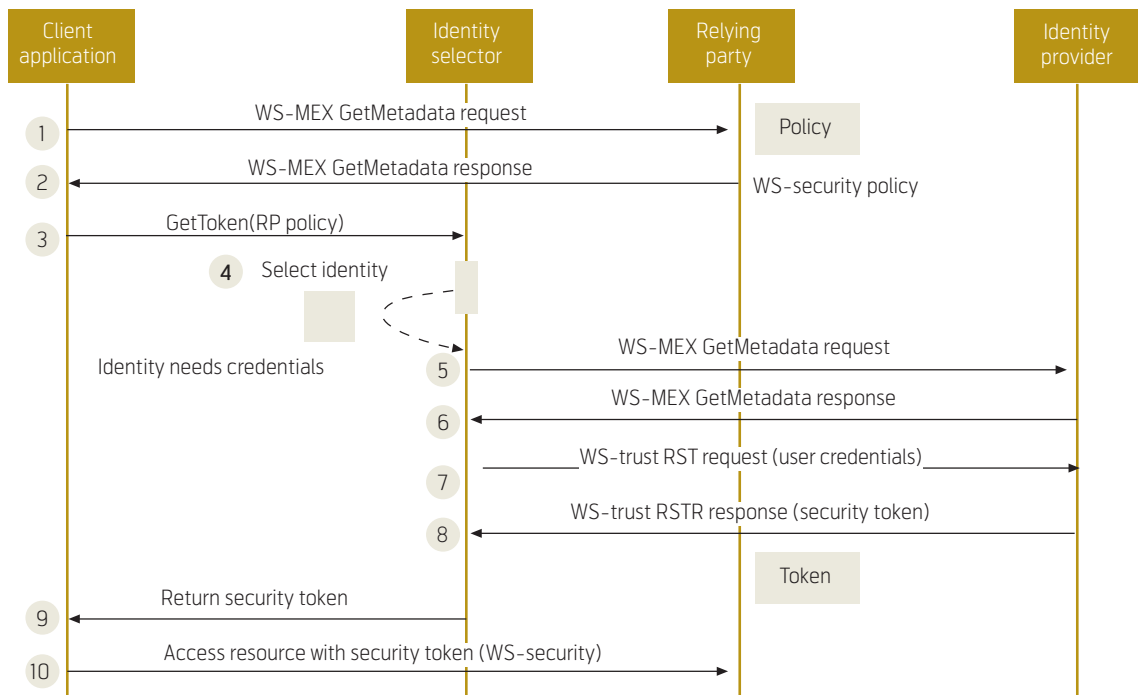 Client
application
Identity
selector
Relying
party
Identity
provider
WS-MEX GetMetadata request
1
Policy
WS-MEX GetMetadata response
2
WS-security policy
GetToken(RP policy)
3
4
Select identity
Identity needs credentials
WS-MEX GetMetadata request
5
WS-MEX GetMetadata response
6
WS-trust RST request (user credentials)
7
WS-trust RSTR response (security token)
8
Token
Return security token
9
Access resource with security token (WS-security)
10